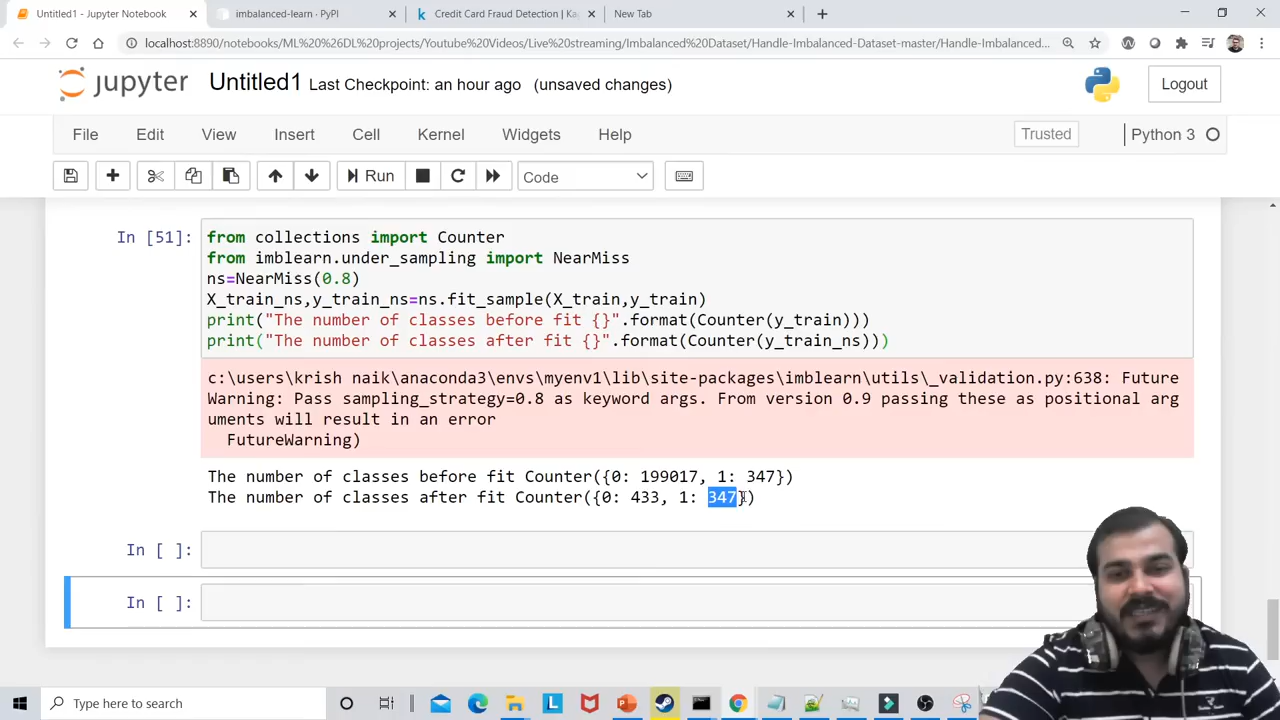 Untitled1 - Jupyter Notebook
imbalanced-learn · PyPI
Credit Card Fraud Detection | Kag
New Tab
localhost:8890/notebooks/ML%20%26%20DL%20projects/Youtube%20Videos/Live%20streaming/Imbalanced%20Dataset/Handle-Imbalanced-Dataset-master/Handle-Imbalanced...
jupyter Untitled1 Last Checkpoint: an hour ago (unsaved changes)
Logout
File Edit View Insert Cell Kernel Widgets Help
Trusted
Python 3
Run
Code
In [51]:
from collections import Counter
from imblearn.under_sampling import NearMiss
ns=NearMiss(0.8)
X_train_ns,y_train_ns=ns.fit_sample(X_train,y_train)
print("The number of classes before fit {}".format(Counter(y_train)))
print("The number of classes after fit {}".format(Counter(y_train_ns)))
c:\users\krish naik\anaconda3\envs\myenv1\lib\site-packages\imblearn\utils\_validation.py:638: Future
Warning: Pass sampling_strategy=0.8 as keyword args. From version 0.9 passing these as positional arg
uments will result in an error
FutureWarning)
The number of classes before fit Counter({0: 199017, 1: 347})
The number of classes after fit Counter({0: 433, 1: 347})
In [ ]:
In [ ]:
Type here to search